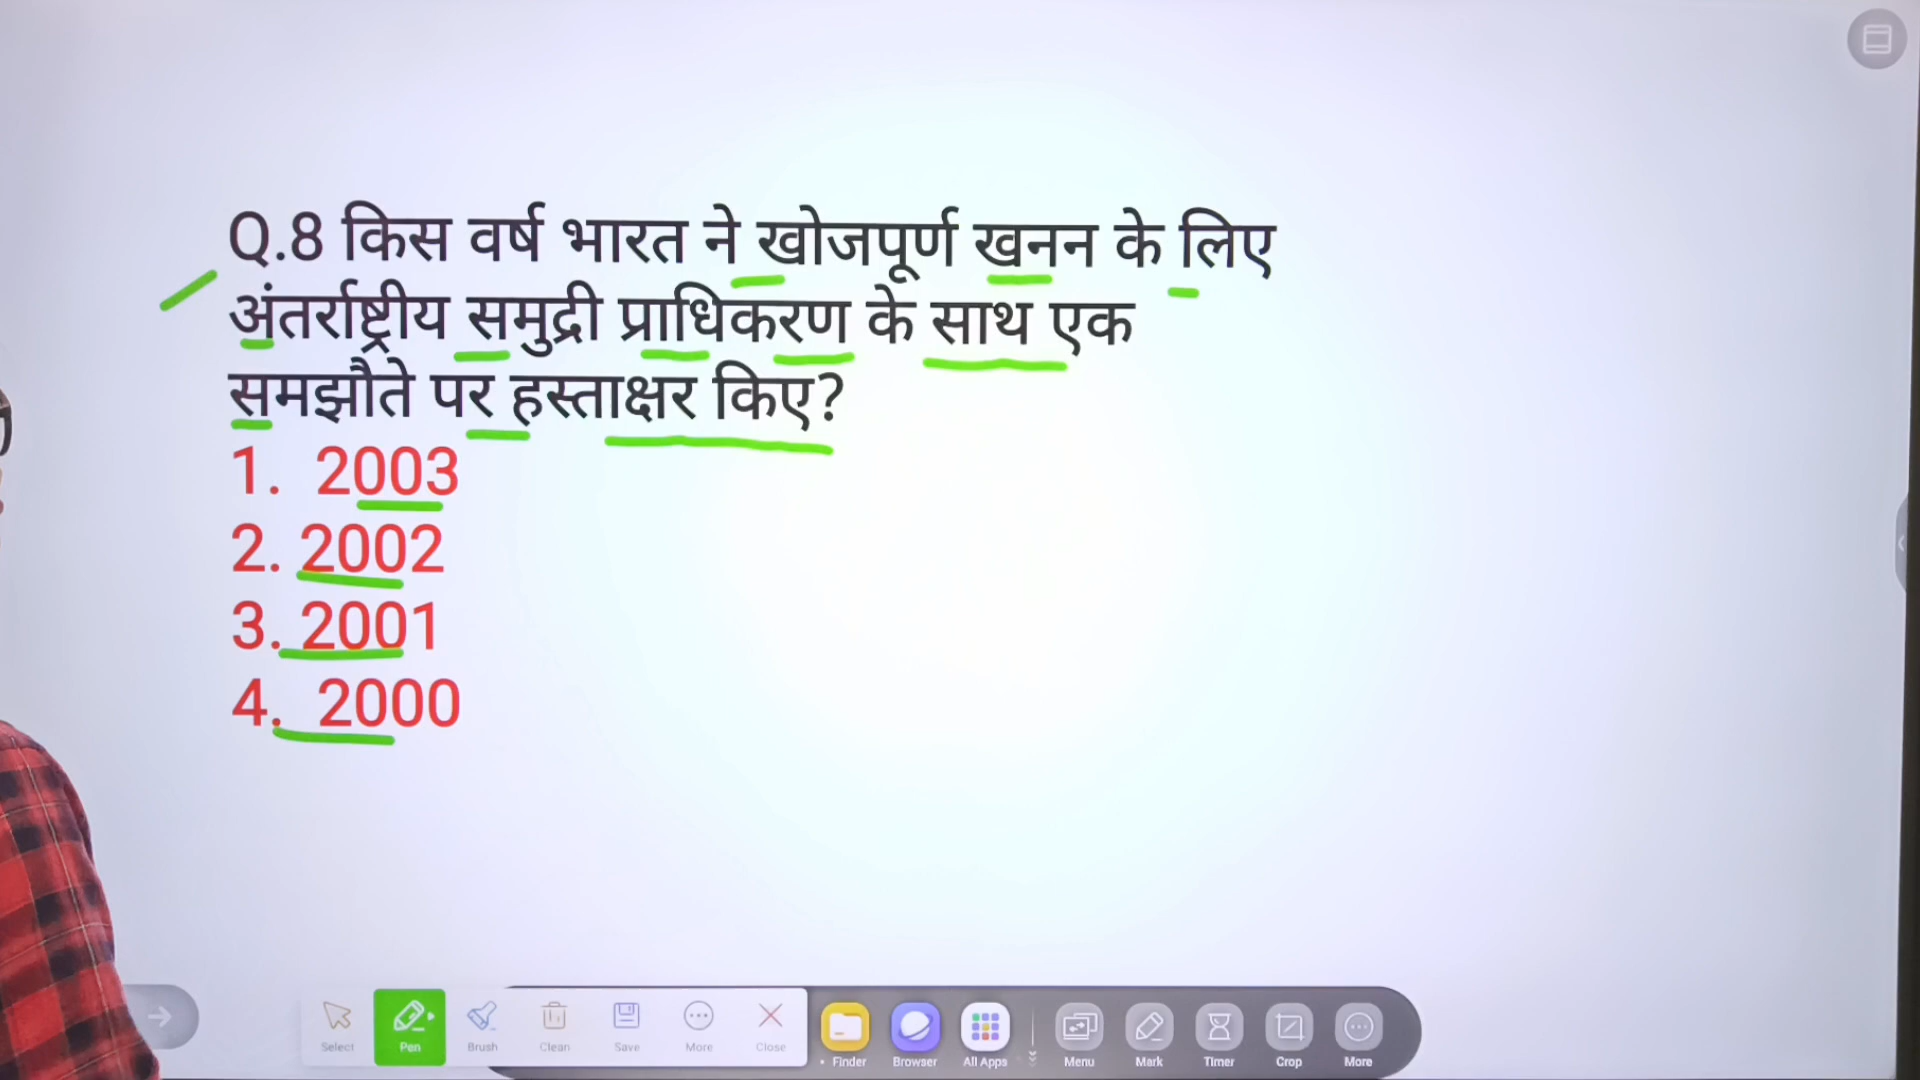 Q.8 किस वर्ष भारत ने खोजपूर्ण खनन के लिए
अंतर्राष्ट्रीय समुद्री प्राधिकरण के साथ एक
समझौते पर हस्ताक्षर किए?
1. 2003
2. 2002
3. 2001
4. 2000
Select Pen Brush Clean Save More Close Finder Browser All Apps Menu Mark Timer Crop More